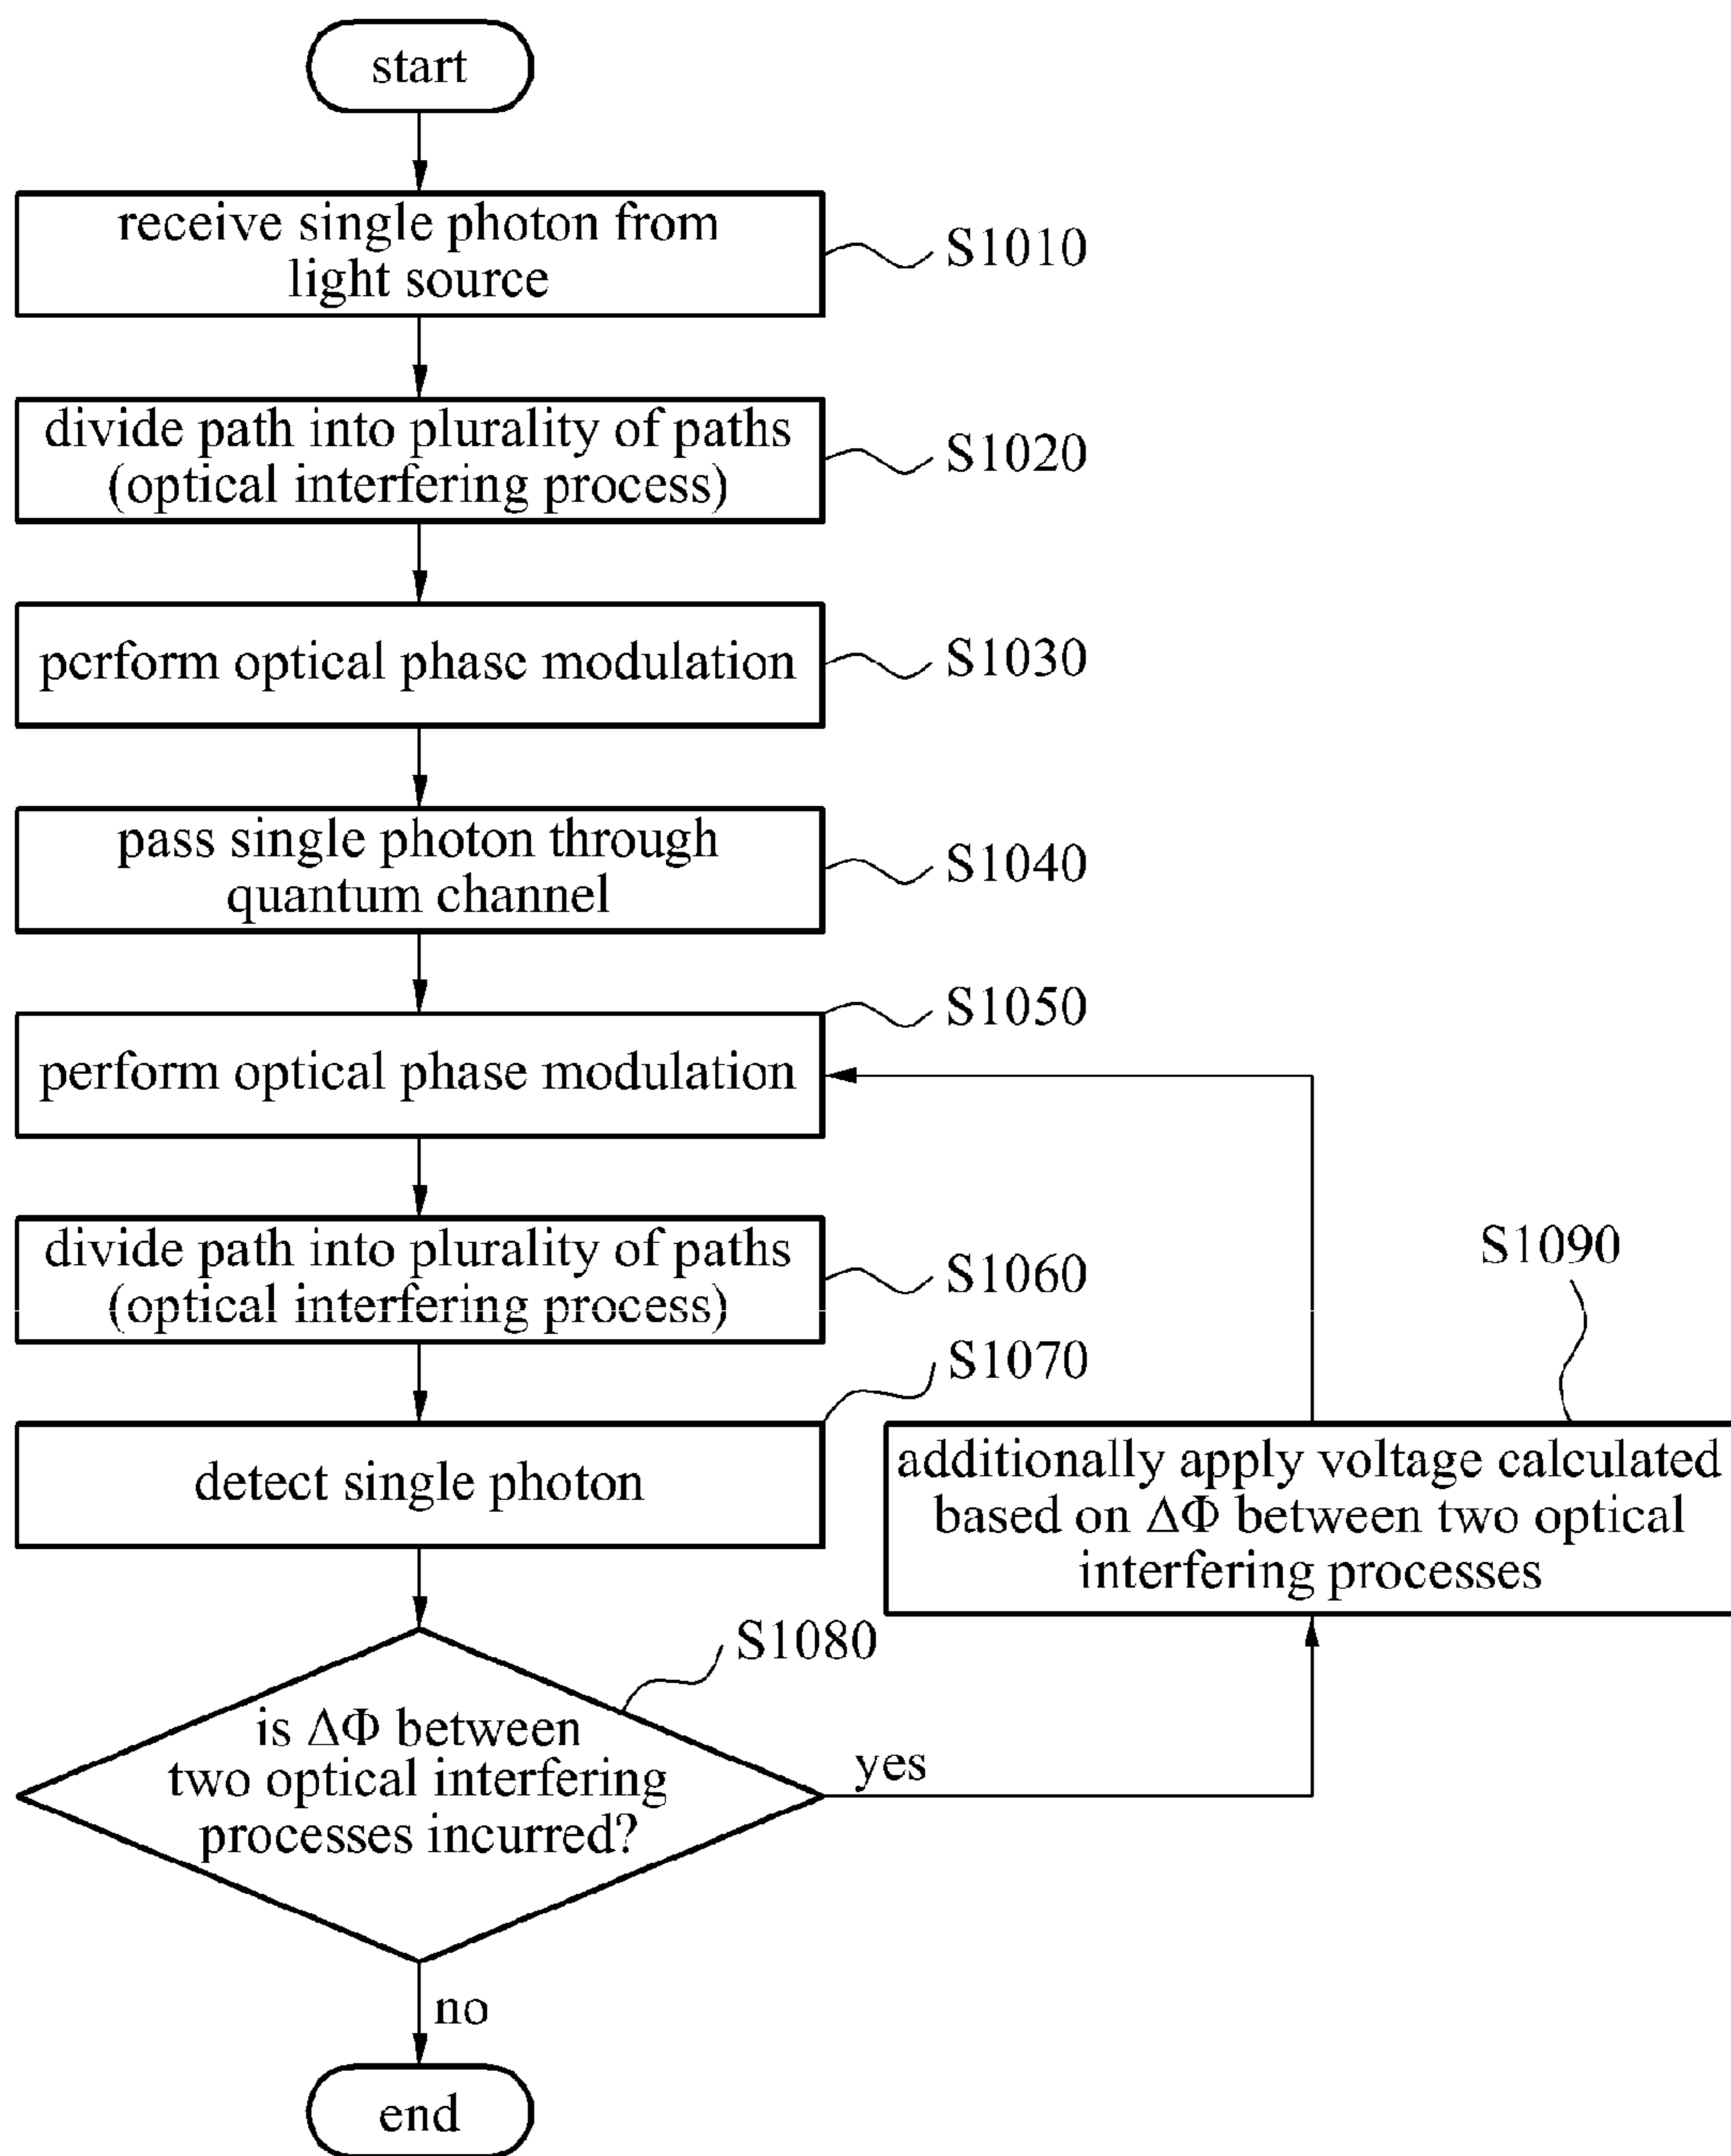 start
receive single photon from
light source
S1010
divide path into plurality of paths
(optical interfering process)
S1020
perform optical phase modulation
S1030
pass single photon through
quantum channel
S1040
S1050
perform optical phase modulation
divide path into plurality of paths
(optical interfering process)
S1060
S1090
S1070
detect single photon
additionally apply voltage calculated
based on ΔΦ between two optical
interfering processes
S1080
is ΔΦ between
two optical interfering
processes incurred?
yes
no
end